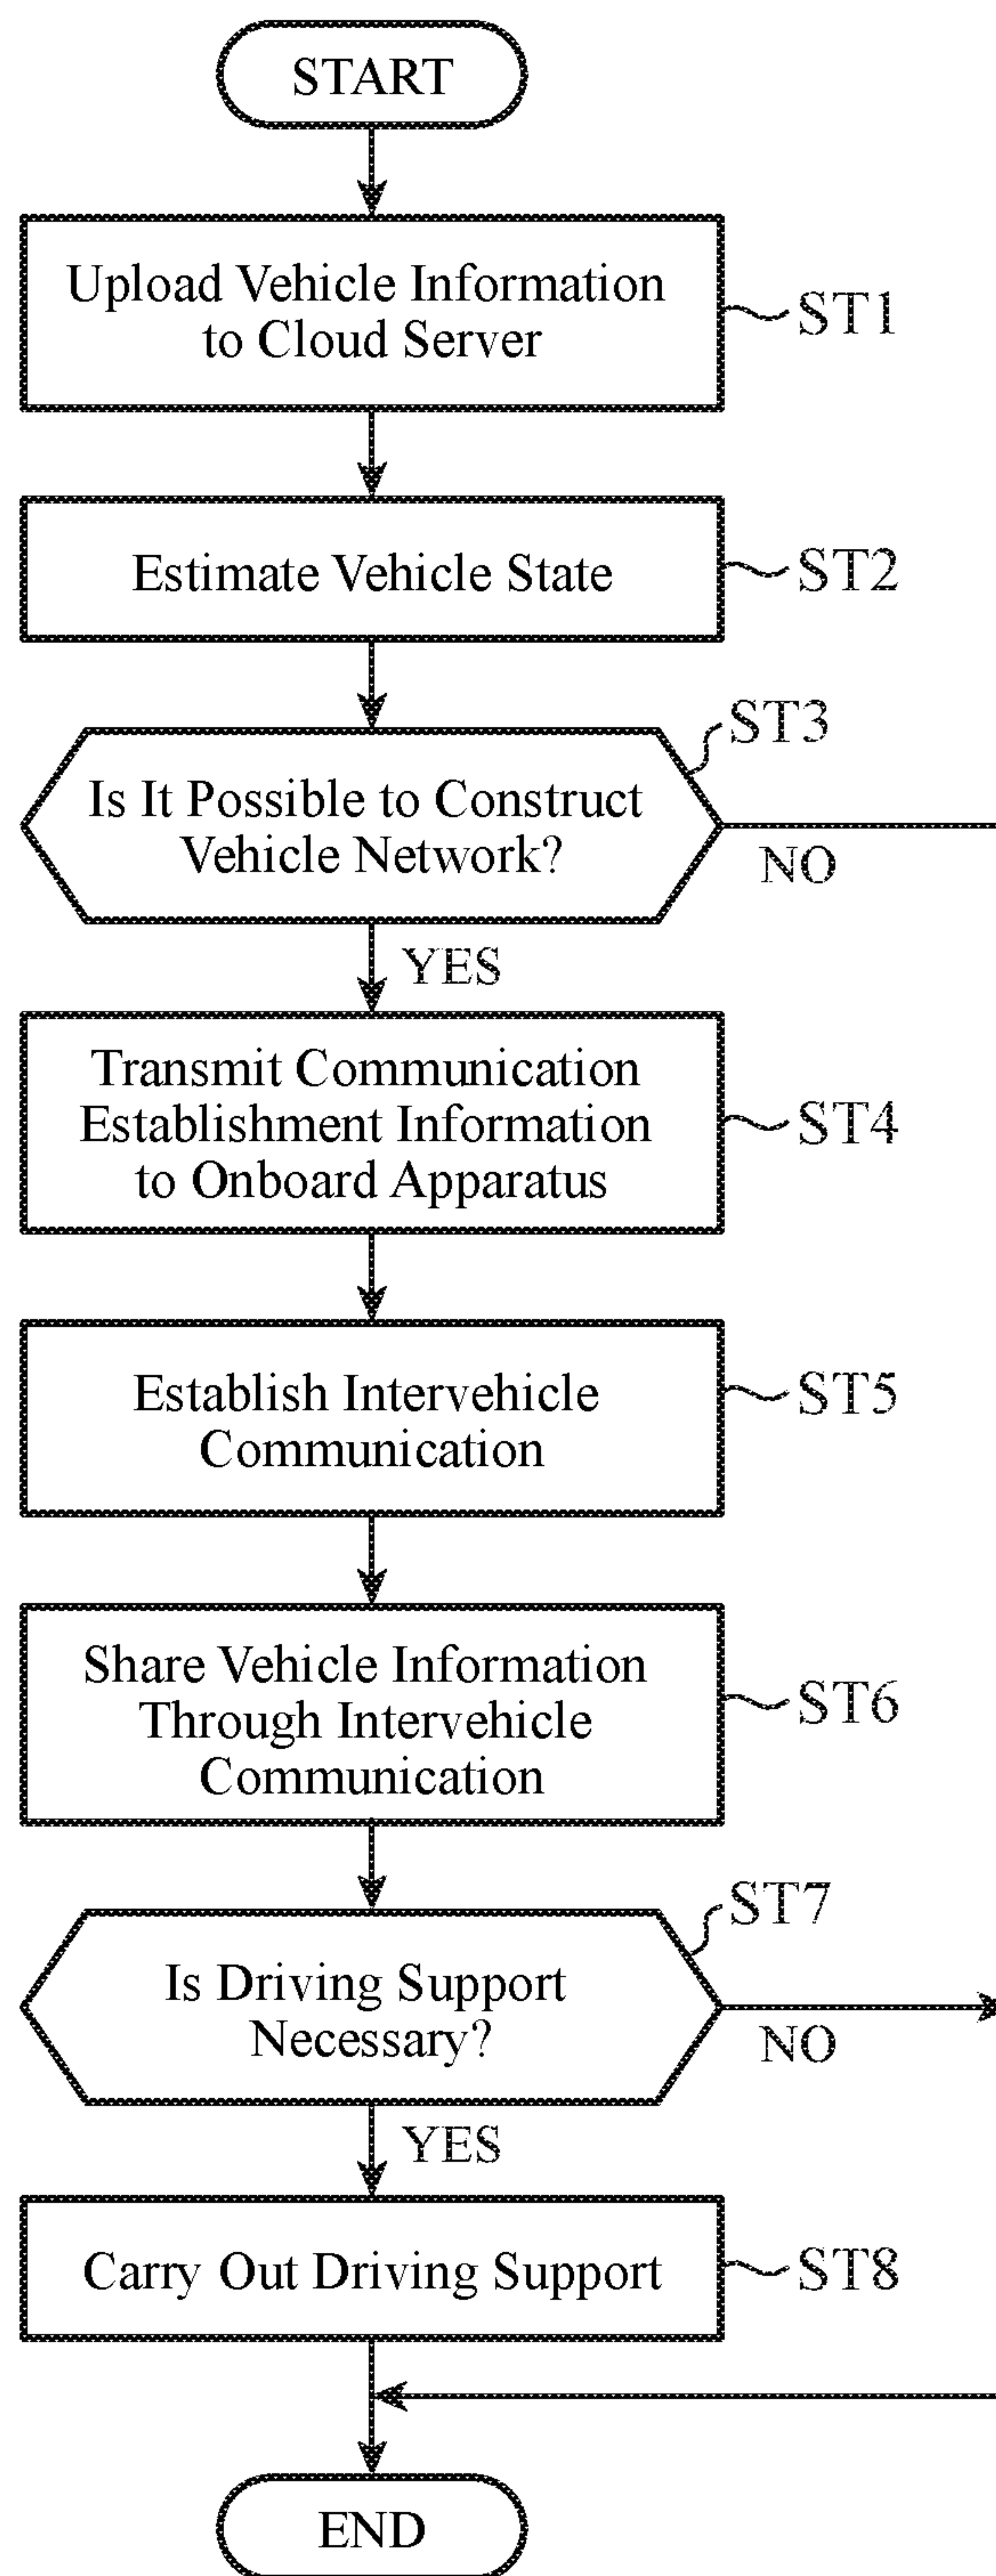 START
Upload Vehicle Information
to Cloud Server
ST1
Estimate Vehicle State
ST2
ST3
Is It Possible to Construct
Vehicle Network?
NO
YES
Transmit Communication
Establishment Information
to Onboard Apparatus
ST4
Establish Intervehicle
Communication
ST5
Share Vehicle Information
Through Intervehicle
Communication
ST6
ST7
Is Driving Support
Necessary?
NO
YES
Carry Out Driving Support
ST8
END